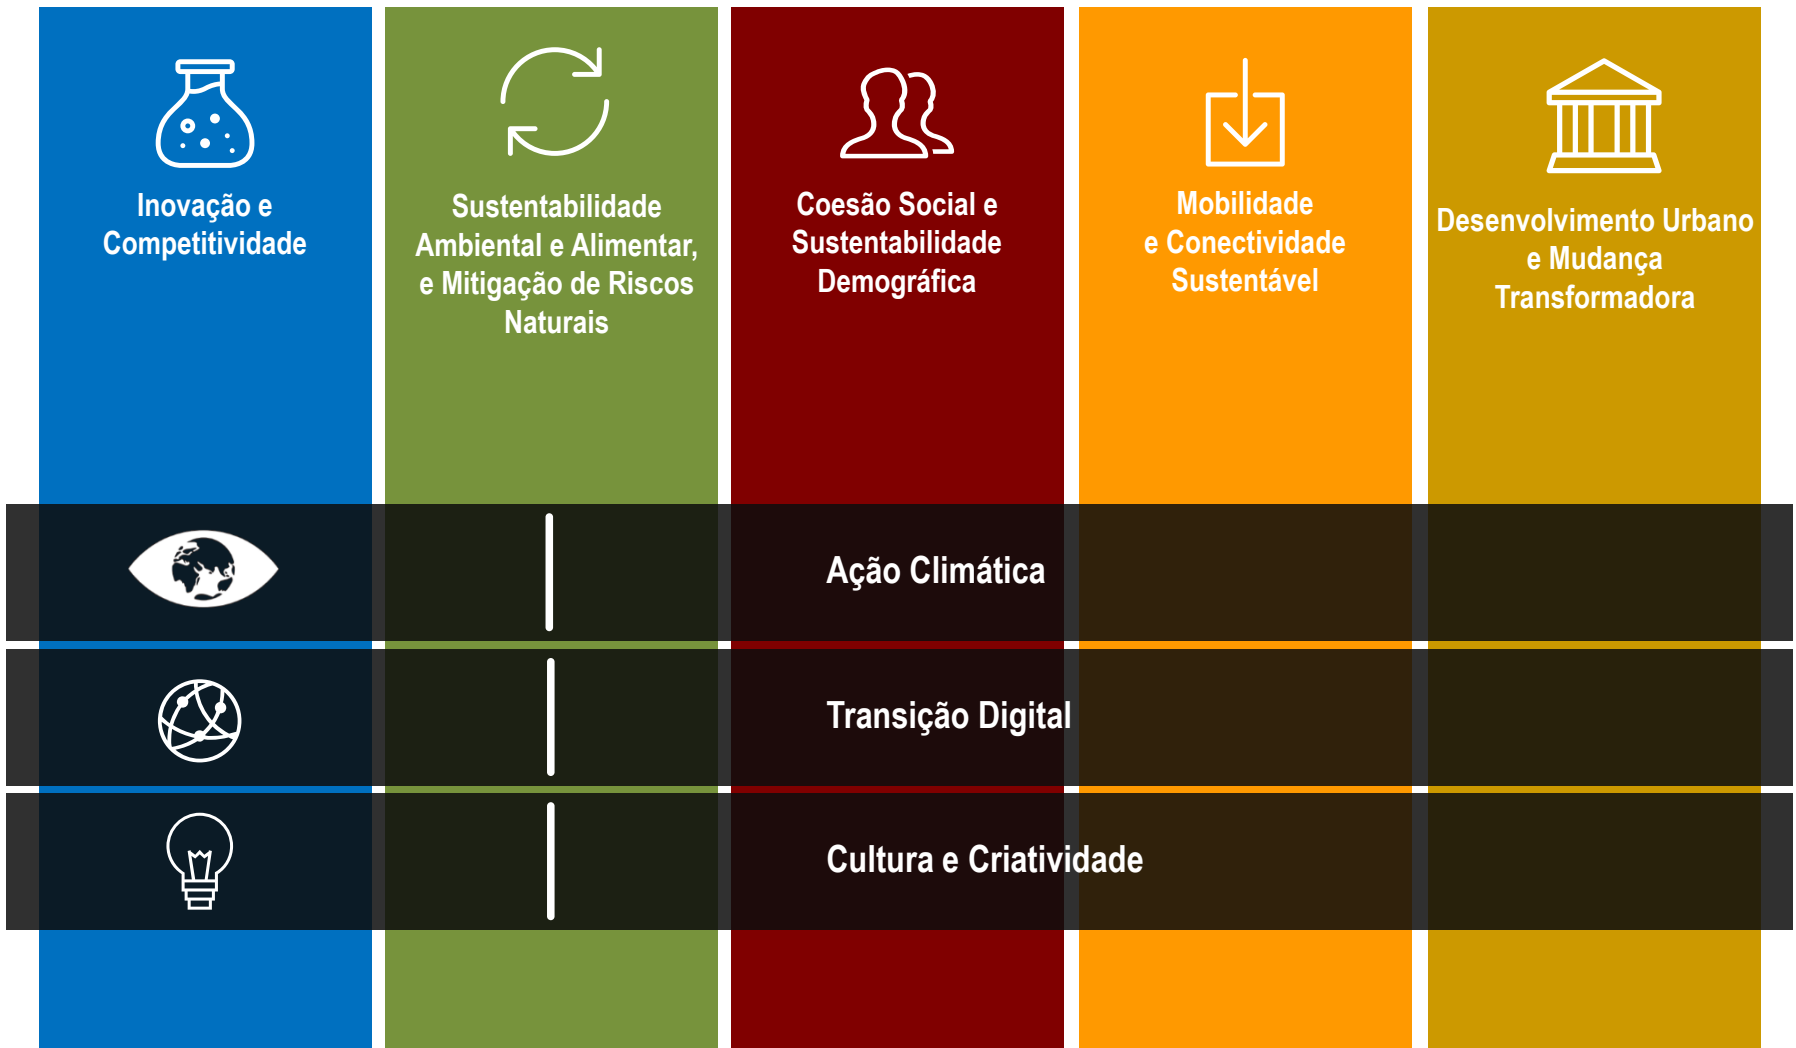 Inovação e
Competitividade
Sustentabilidade
Ambiental e Alimentar,
e Mitigação de Riscos
Naturais
Coesão Social e
Sustentabilidade
Demográfica
Mobilidade
e Conectividade
Sustentável
Desenvolvimento Urbano
e Mudança
Transformadora
Ação Climática
Transição Digital
Cultura e Criatividade